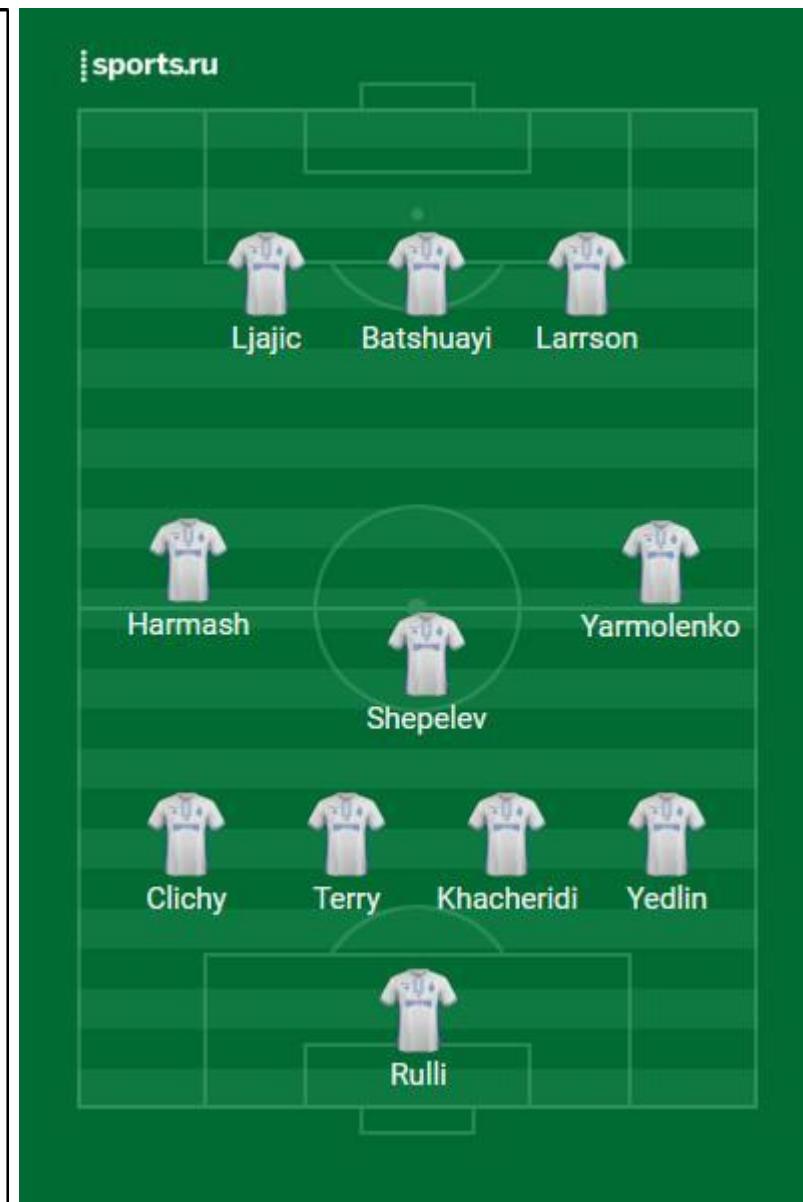 sports.ru
Ljajic Batshuayi Larrson
Harmash Yarmolenko
Shepelev
Clichy Terry Khacheridi Yedlin
Rulli